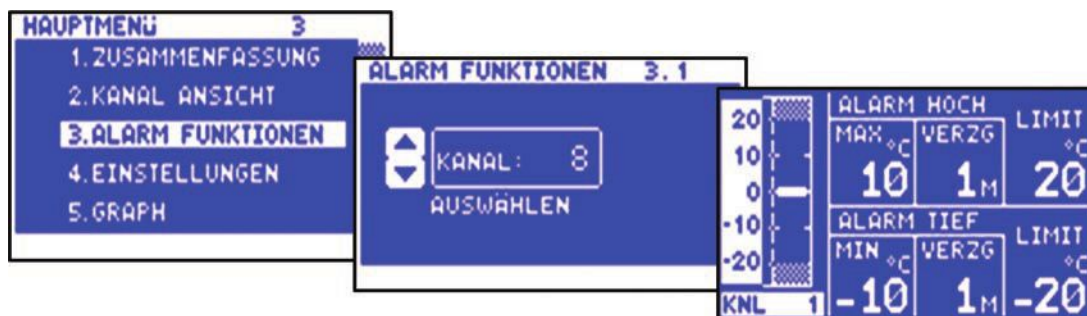 HAUPTMENü 3
1.ZUSAMMENFASSUNG
2.KANAL ANSICHT
3.ALARM FUNKTIONEN
4.EINSTELLUNGEN
5.GRAPH
ALARM FUNKTIONEN 3.1
KANAL: 8
AUSWÄHLEN
20
10
0
-10
-20
KNL 1
ALARM HOCH
MAX °C VERZG LIMIT °C
10 1M 20
ALARM TIEF
MIN °C VERZG LIMIT °C
-10 1M -20